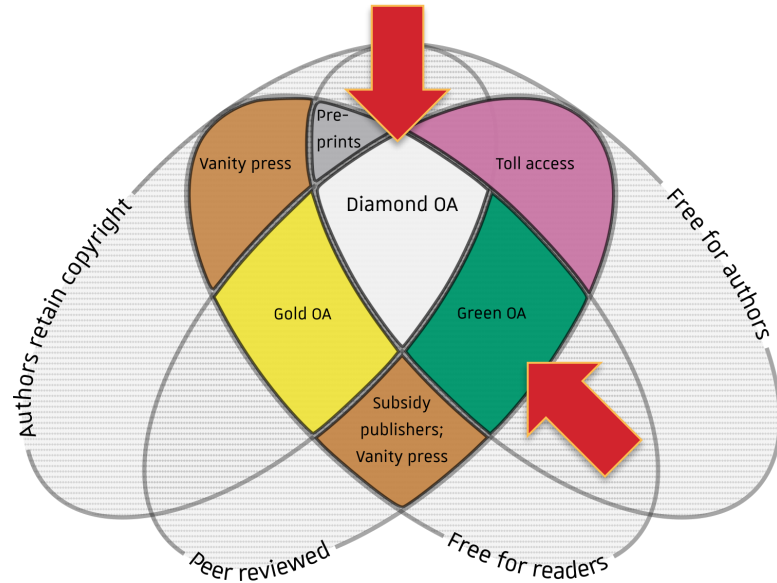 Pre-
prints
Vanity press
Toll access
Diamond OA
Authors retain copyright
Free for authors
Gold OA
Green OA
Subsidy
publishers;
Vanity press
Peer reviewed
Free for readers